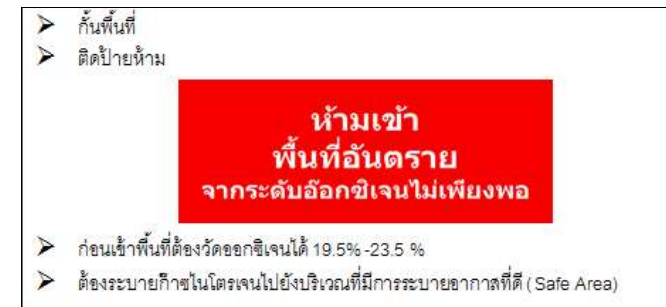 ➢ กั้นพื้นที่
➢ ติดป้ายห้าม
ห้ามเข้า
พื้นที่อันตราย
จากระดับอ๊อกซิเจนไม่เพียงพอ
➢ ก่อนเข้าพื้นที่ต้องวัดออกซิเจนได้ 19.5% -23.5 %
➢ ต้องระบายก๊าซไนโตรเจนไปยังบริเวณที่มีการระบายอากาศที่ดี ( Safe Area)